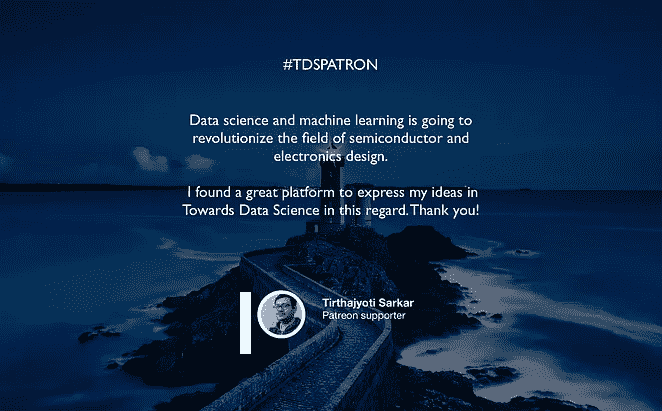 #TDSPATRON
Data science and machine learning is going to
revolutionize the field of semiconductor and
electronics design.
I found a great platform to express my ideas in
Towards Data Science in this regard. Thank you!
Tirthajyoti Sarkar
Patreon supporter